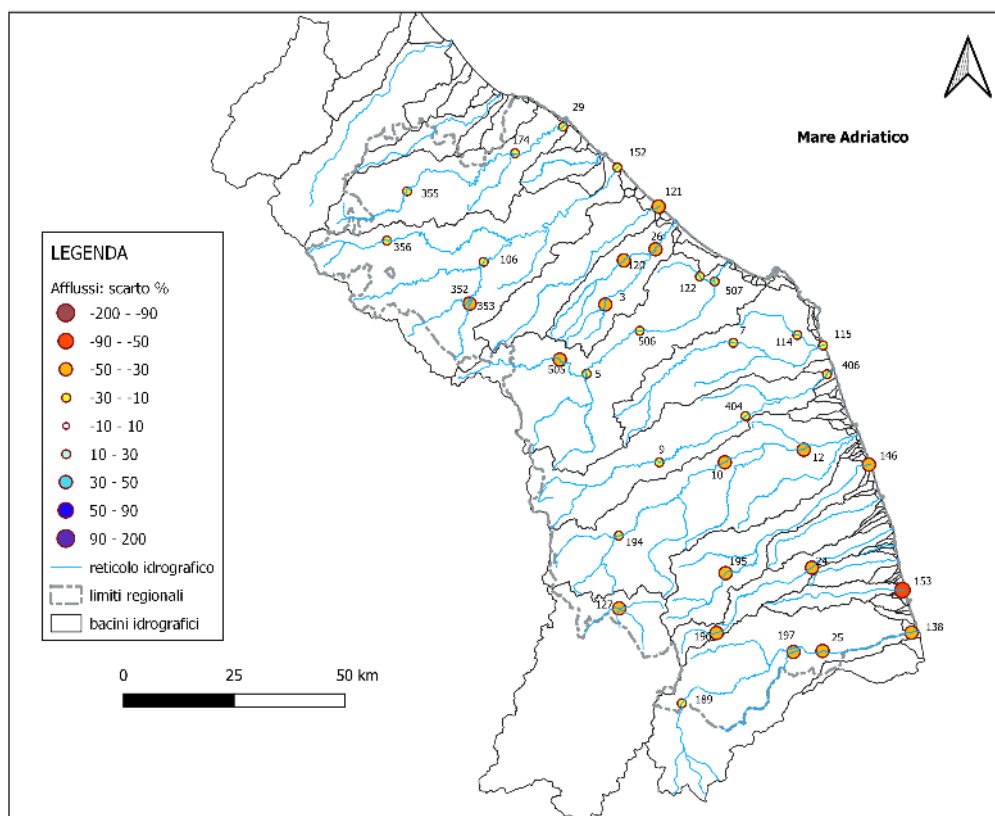 Mare Adriatico
29
174
152
355
121
26
356
120
106
122
507
352
353
3
7
114
115
506
505
5
406
404
9
10
12
146
194
195
24
127
153
196
138
197
25
189
LEGENDA
Afflussi: scarto %
-200 - -90
-90 - -50
-50 - -30
-30 - -10
-10 - 10
10 - 30
30 - 50
50 - 90
90 - 200
reticolo idrografico
limiti regionali
bacini idrografici
0 25 50 km